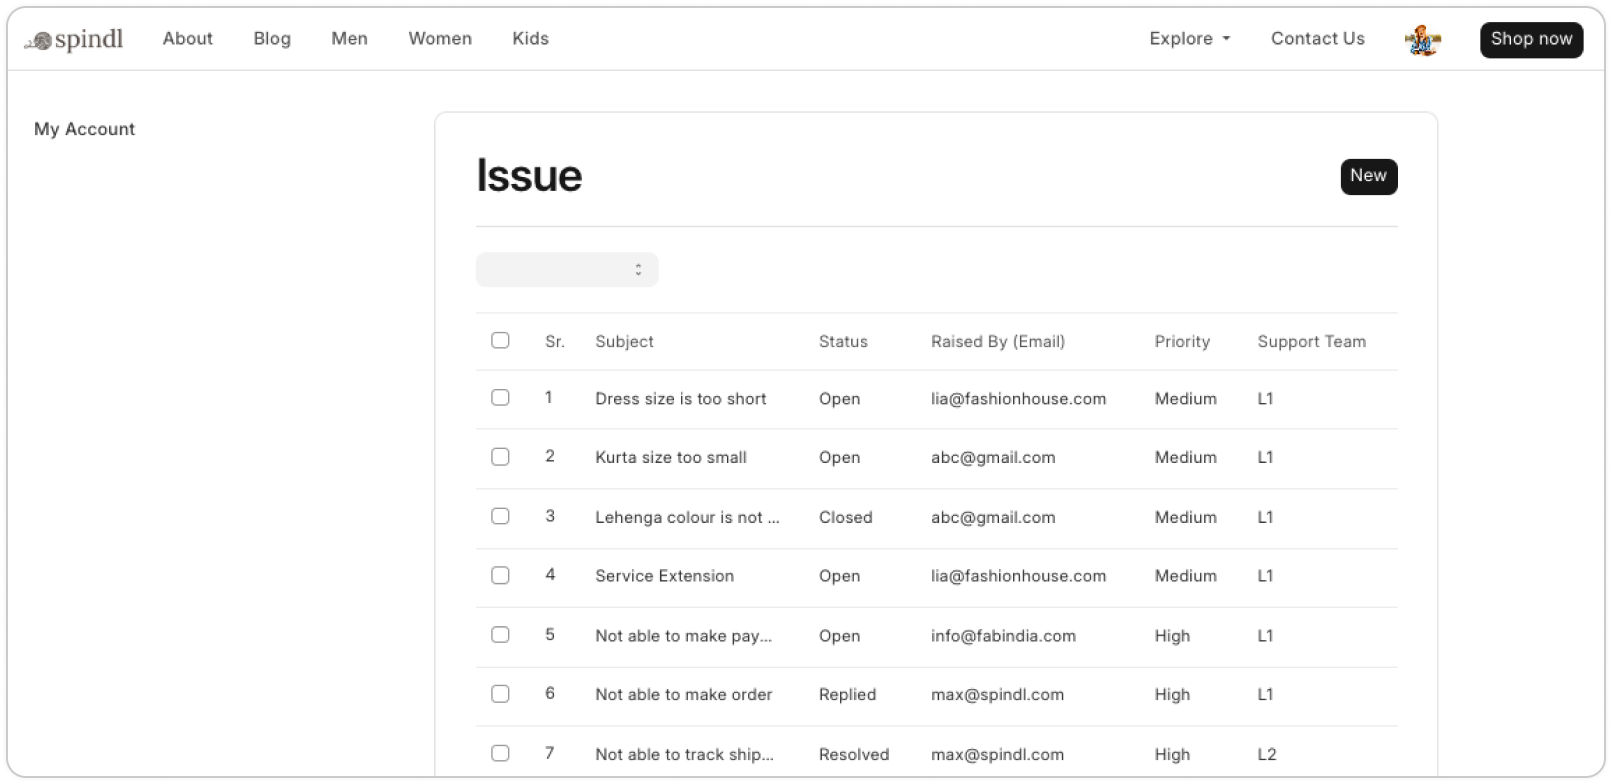 spindl About Blog Men Women Kids Explore Contact Us Shop now
My Account
Issue New
Sr. Subject Status Raised By (Email) Priority Support Team
1 Dress size is too short Open lia@fashionhouse.com Medium L1
2 Kurta size too small Open abc@gmail.com Medium L1
3 Lehenga colour is not ... Closed abc@gmail.com Medium L1
4 Service Extension Open lia@fashionhouse.com Medium L1
5 Not able to make pay... Open info@fabindia.com High L1
6 Not able to make order Replied max@spindl.com High L1
7 Not able to track ship... Resolved max@spindl.com High L2